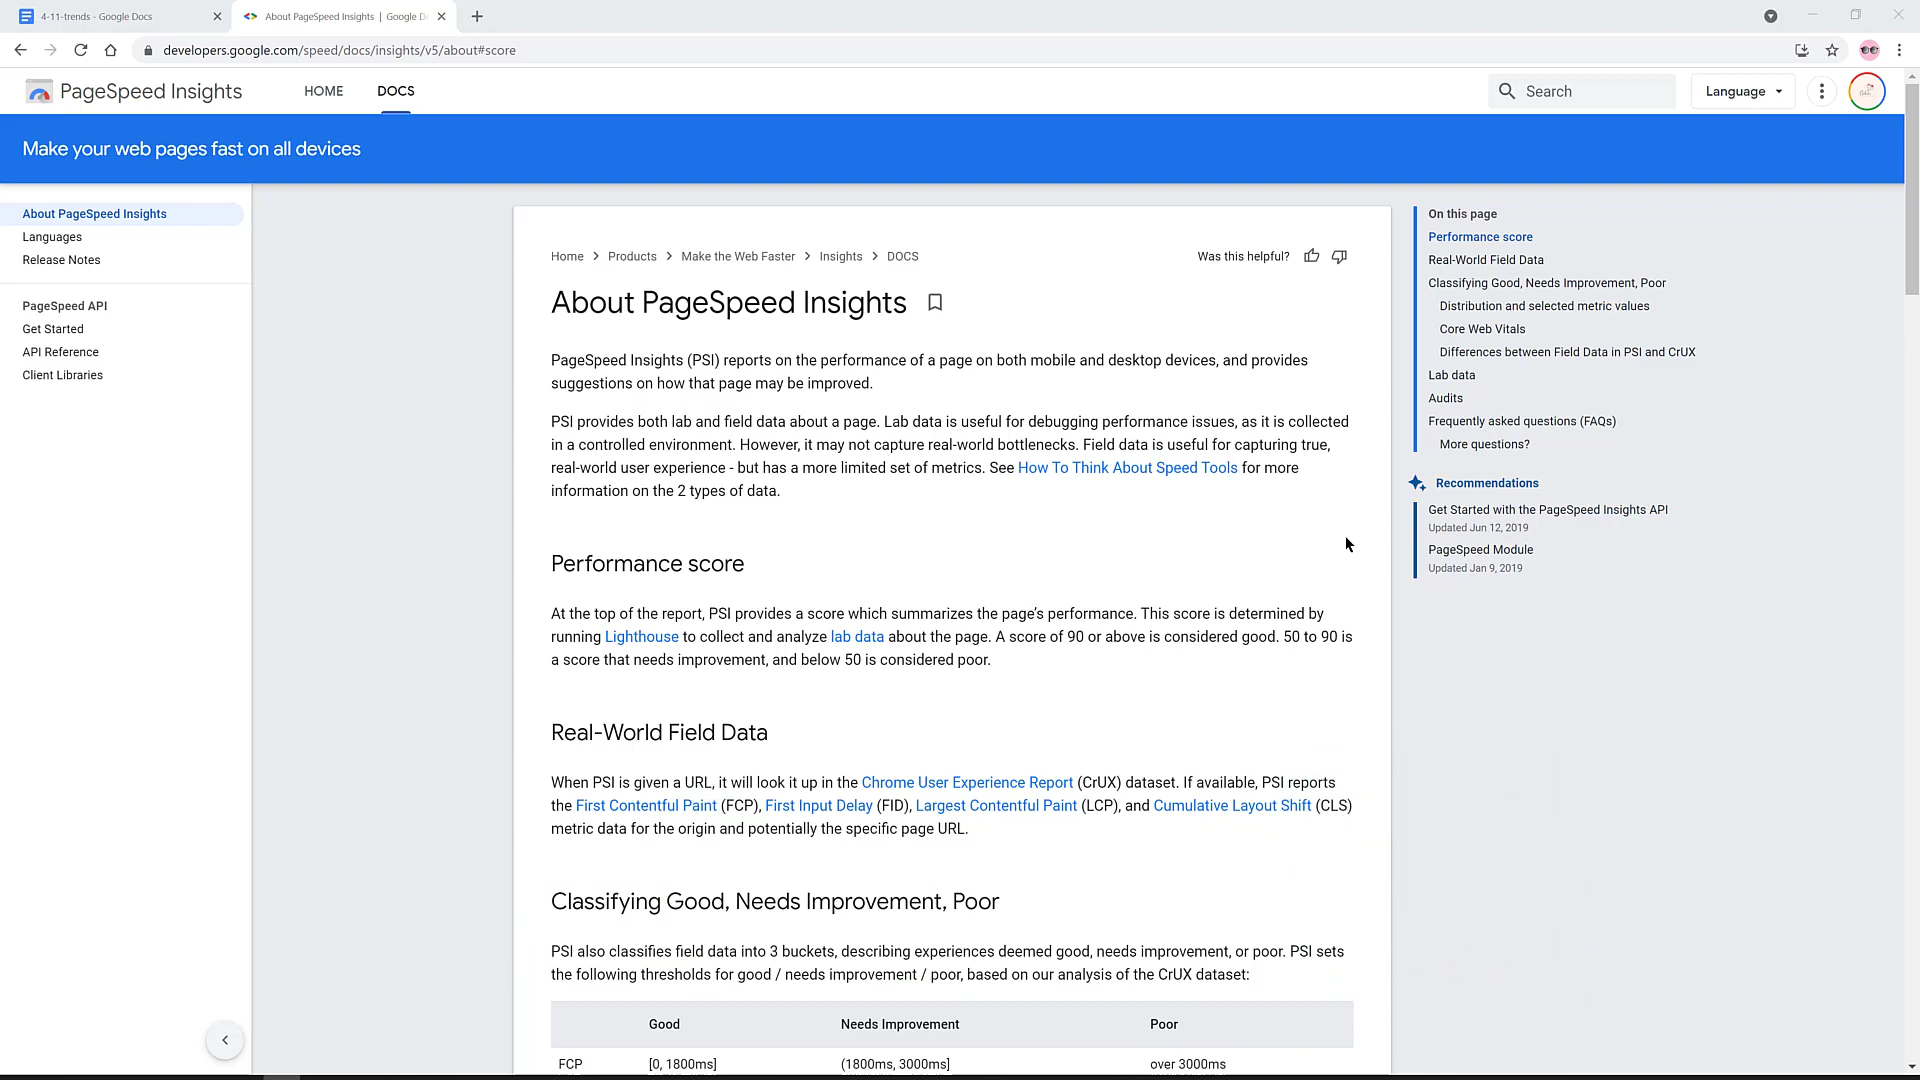 4-11-trends - Google Docs
About PageSpeed Insights | Google D
developers.google.com/speed/docs/insights/v5/about#score
PageSpeed Insights
HOME
DOCS
Search
Language
Make your web pages fast on all devices
About PageSpeed Insights
Languages
Release Notes
PageSpeed API
Get Started
API Reference
Client Libraries
Home
Products
Make the Web Faster
Insights
DOCS
Was this helpful?
About PageSpeed Insights
PageSpeed Insights (PSI) reports on the performance of a page on both mobile and desktop devices, and provides
suggestions on how that page may be improved.
PSI provides both lab and field data about a page. Lab data is useful for debugging performance issues, as it is collected
in a controlled environment. However, it may not capture real-world bottlenecks. Field data is useful for capturing true,
real-world user experience - but has a more limited set of metrics. See How To Think About Speed Tools for more
information on the 2 types of data.
Performance score
At the top of the report, PSI provides a score which summarizes the page's performance. This score is determined by
running Lighthouse to collect and analyze lab data about the page. A score of 90 or above is considered good. 50 to 90 is
a score that needs improvement, and below 50 is considered poor.
Real-World Field Data
When PSI is given a URL, it will look it up in the Chrome User Experience Report (CrUX) dataset. If available, PSI reports
the First Contentful Paint (FCP), First Input Delay (FID), Largest Contentful Paint (LCP), and Cumulative Layout Shift (CLS)
metric data for the origin and potentially the specific page URL.
Classifying Good, Needs Improvement, Poor
PSI also classifies field data into 3 buckets, describing experiences deemed good, needs improvement, or poor. PSI sets
the following thresholds for good / needs improvement / poor, based on our analysis of the CrUX dataset:
Good Needs Improvement Poor
FCP [0, 1800ms] (1800ms, 3000ms] over 3000ms
On this page
Performance score
Real-World Field Data
Classifying Good, Needs Improvement, Poor
Distribution and selected metric values
Core Web Vitals
Differences between Field Data in PSI and CrUX
Lab data
Audits
Frequently asked questions (FAQs)
More questions?
Recommendations
Get Started with the PageSpeed Insights API
Updated Jun 12, 2019
PageSpeed Module
Updated Jan 9, 2019